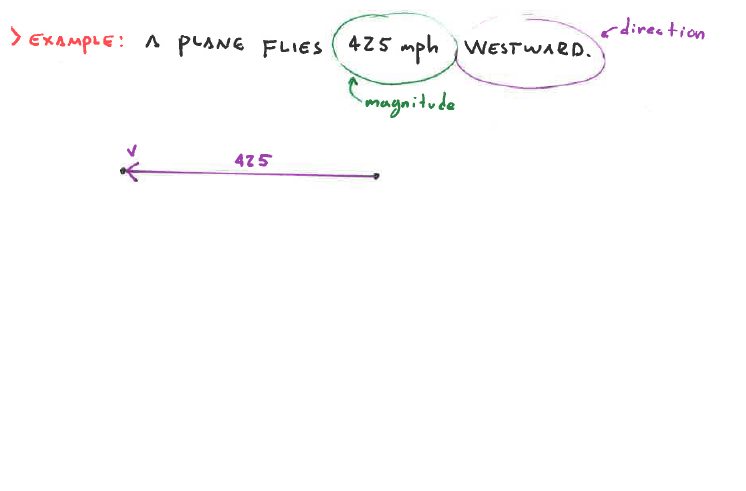 > EXAMPLE: A PLANE FLIES 425 mph WESTWARD.
direction
magnitude
v
425